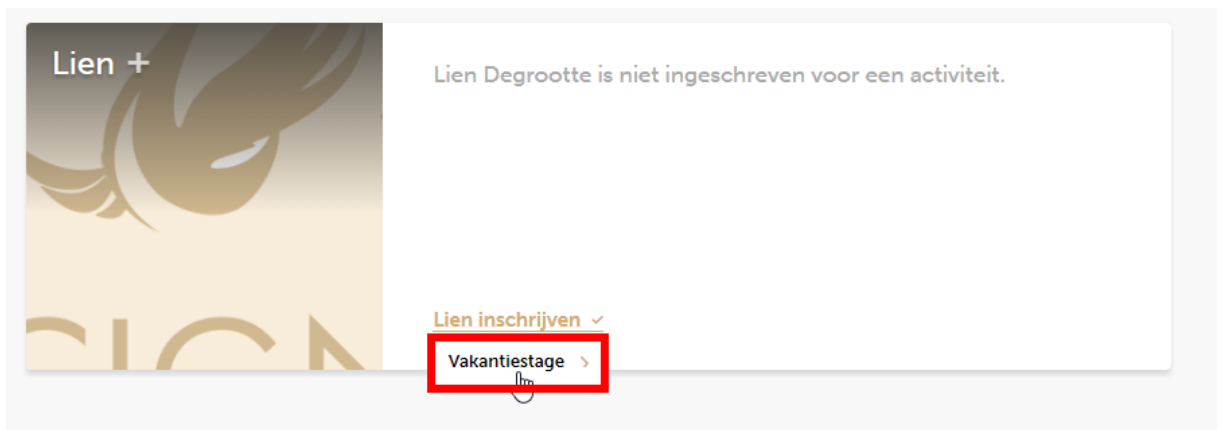 Lien +
Lien Degrootte is niet ingeschreven voor een activiteit.
Lien inschrijven
Vakantiestage >